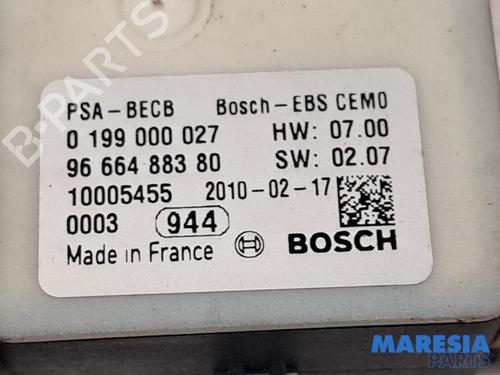 PSA-BECB Bosch-EBS CEM0
0 199 000 027 HW: 07.00
96 664 883 80 SW: 02.07
10005455 2010-02-17
0003 944
Made in France BOSCH
B-PARTS
MARESIA
PARTS